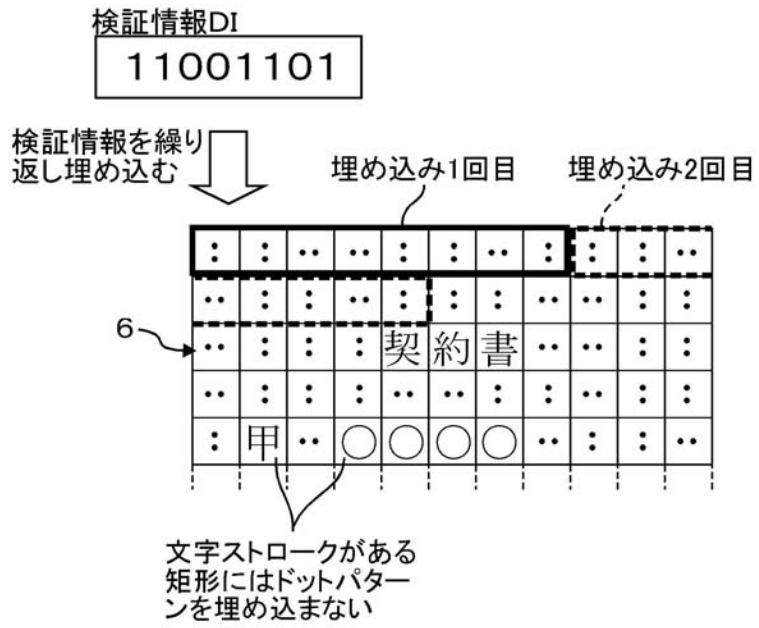 検証情報DI
11001101
検証情報を繰り
返し埋め込む
埋め込み1回目
埋め込み2回目
6
契約書
甲 ○○○○
文字ストロークがある
矩形にはドットパター
ンを埋め込まない